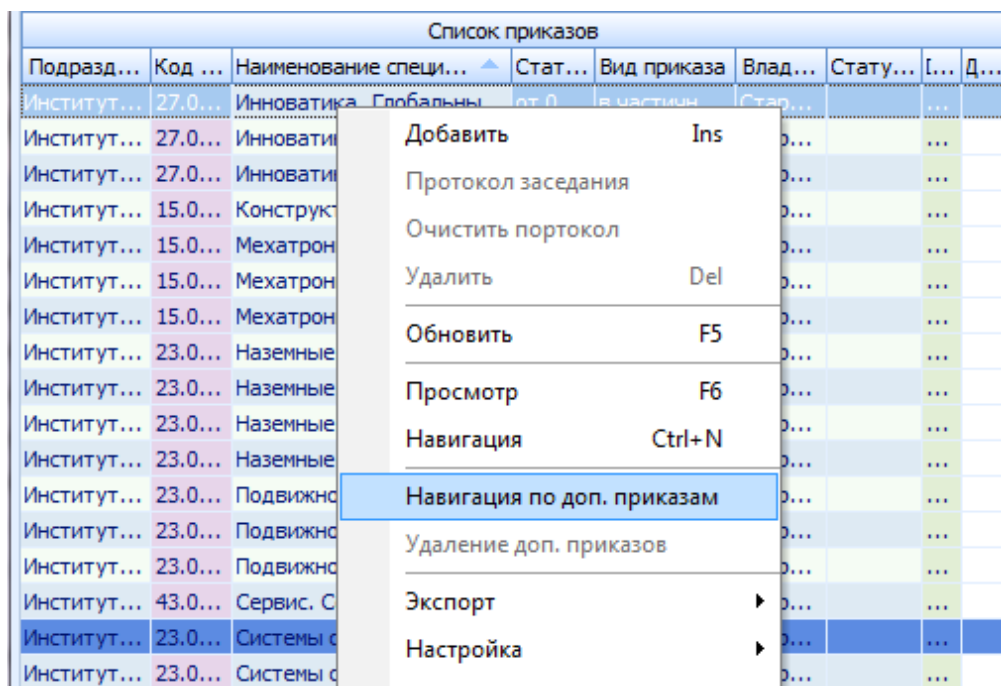 Список приказов
Подразд... Код ... Наименование специ... Стат... Вид приказа Влад... Стату... Д...
Институт... 27.0... Инноватика. Глобальны от 0 в частичн Стар...
Добавить Ins
Институт... 27.0... Инновати ...
Протокол заседания
Институт... 27.0... Инновати ...
Институт... 15.0... Конструкт ...
Очистить портокол
Институт... 15.0... Мехатрон ...
Удалить Del
Институт... 15.0... Мехатрон ...
Институт... 15.0... Мехатрон ...
Обновить F5
Институт... 23.0... Наземные ...
Институт... 23.0... Наземные ...
Просмотр F6
Институт... 23.0... Наземные ...
Навигация Ctrl+N
Институт... 23.0... Наземные ...
Институт... 23.0... Подвижно ...
Навигация по доп. приказам
Институт... 23.0... Подвижно ...
Удаление доп. приказов
Институт... 23.0... Подвижно ...
Институт... 43.0... Сервис. С ...
Экспорт
Институт... 23.0... Системы с ...
Настройка
Институт... 23.0... Системы с ...